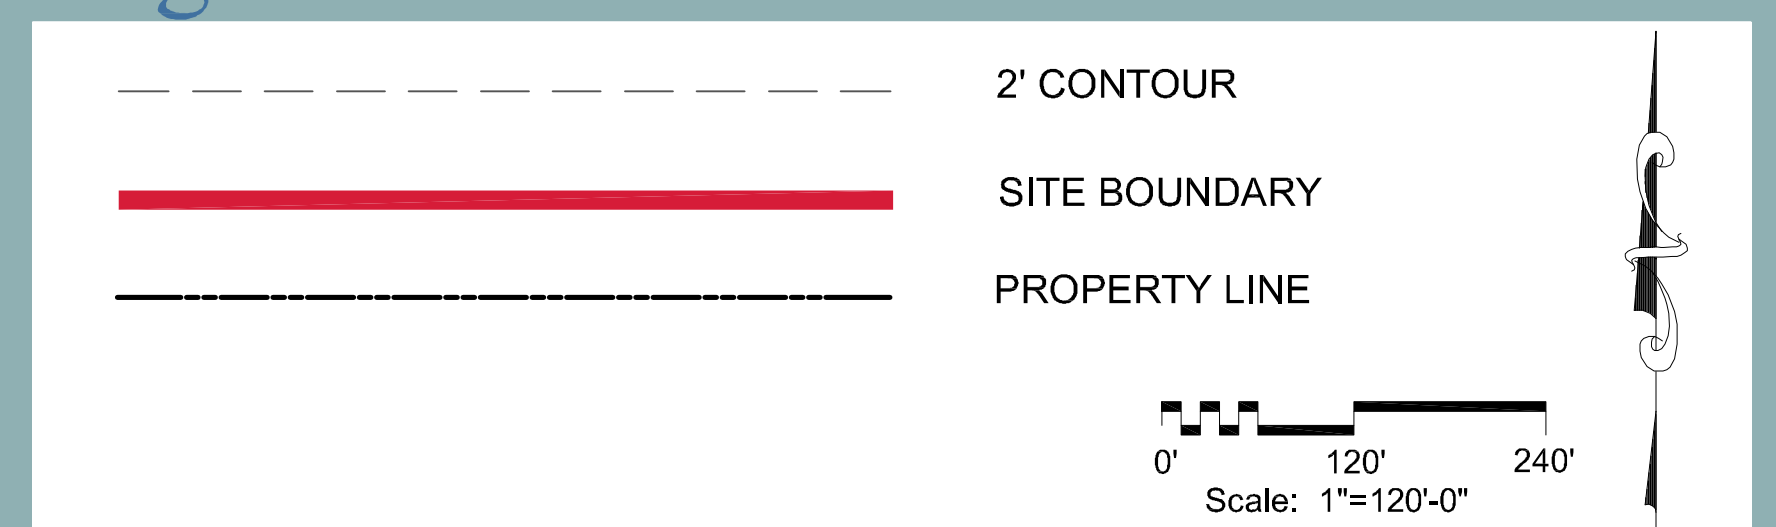 2' CONTOUR
SITE BOUNDARY
PROPERTY LINE
0' 120' 240'
Scale: 1"=120'-0"